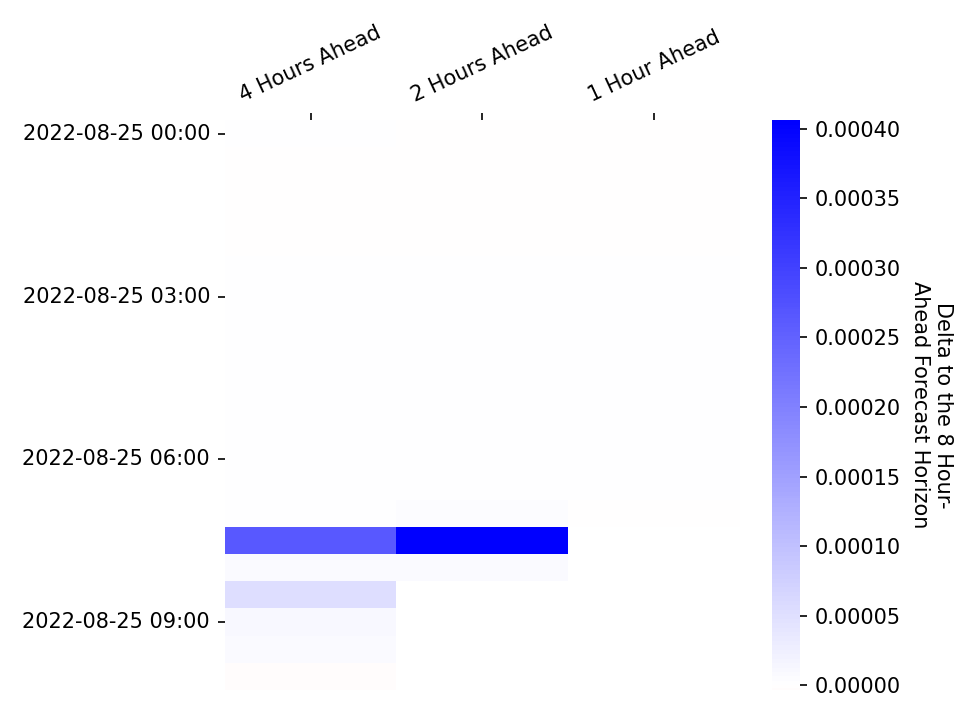 4 Hours Ahead
2 Hours Ahead
1 Hour Ahead
2022-08-25 00:00
2022-08-25 03:00
2022-08-25 06:00
2022-08-25 09:00
0.00040
0.00035
0.00030
0.00025
0.00020
0.00015
0.00010
0.00005
0.00000
Delta to the 8 Hour-
Ahead Forecast Horizon